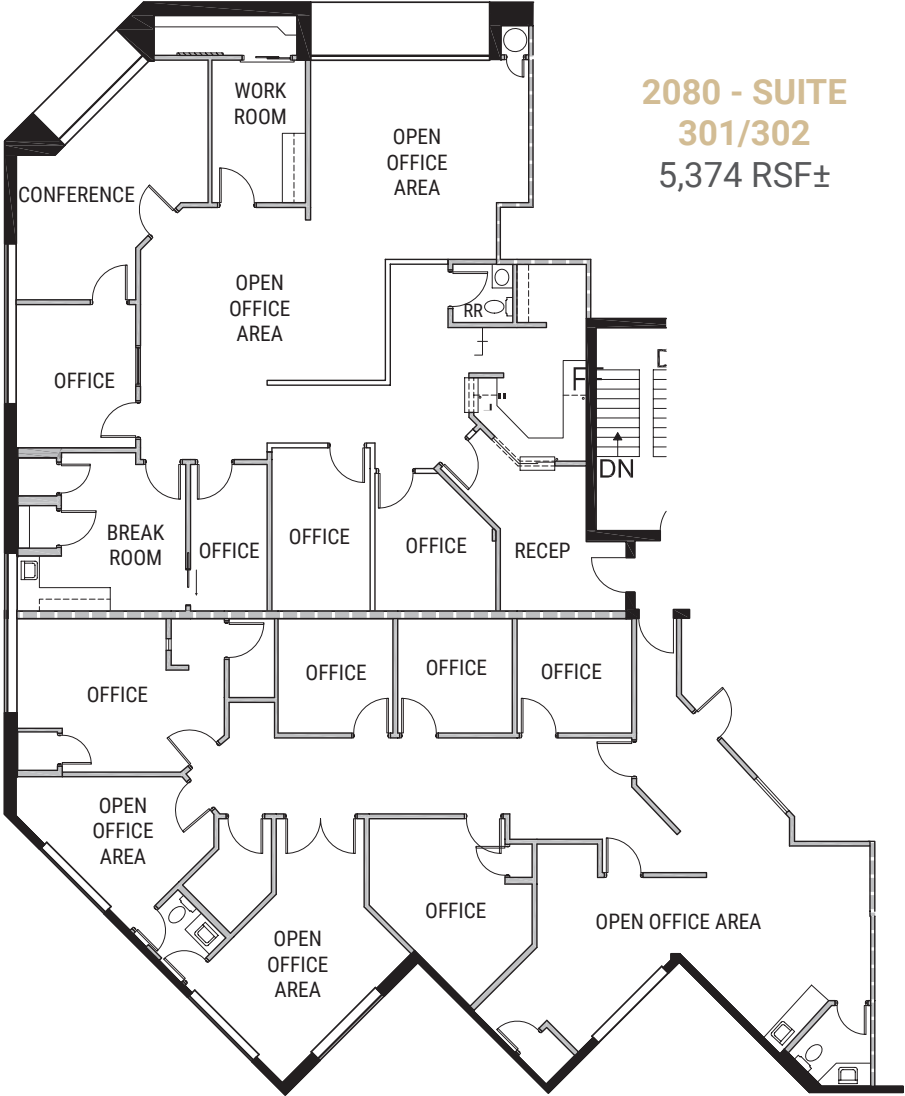 2080 - SUITE
301/302
5,374 RSF±
WORK
ROOM
OPEN
OFFICE
AREA
CONFERENCE
OPEN
OFFICE
AREA
RR
OFFICE
DN
BREAK
ROOM
OFFICE
OFFICE
OFFICE
RECEP
OFFICE
OFFICE
OFFICE
OFFICE
OPEN
OFFICE
AREA
OFFICE
OPEN OFFICE AREA
OPEN
OFFICE
AREA